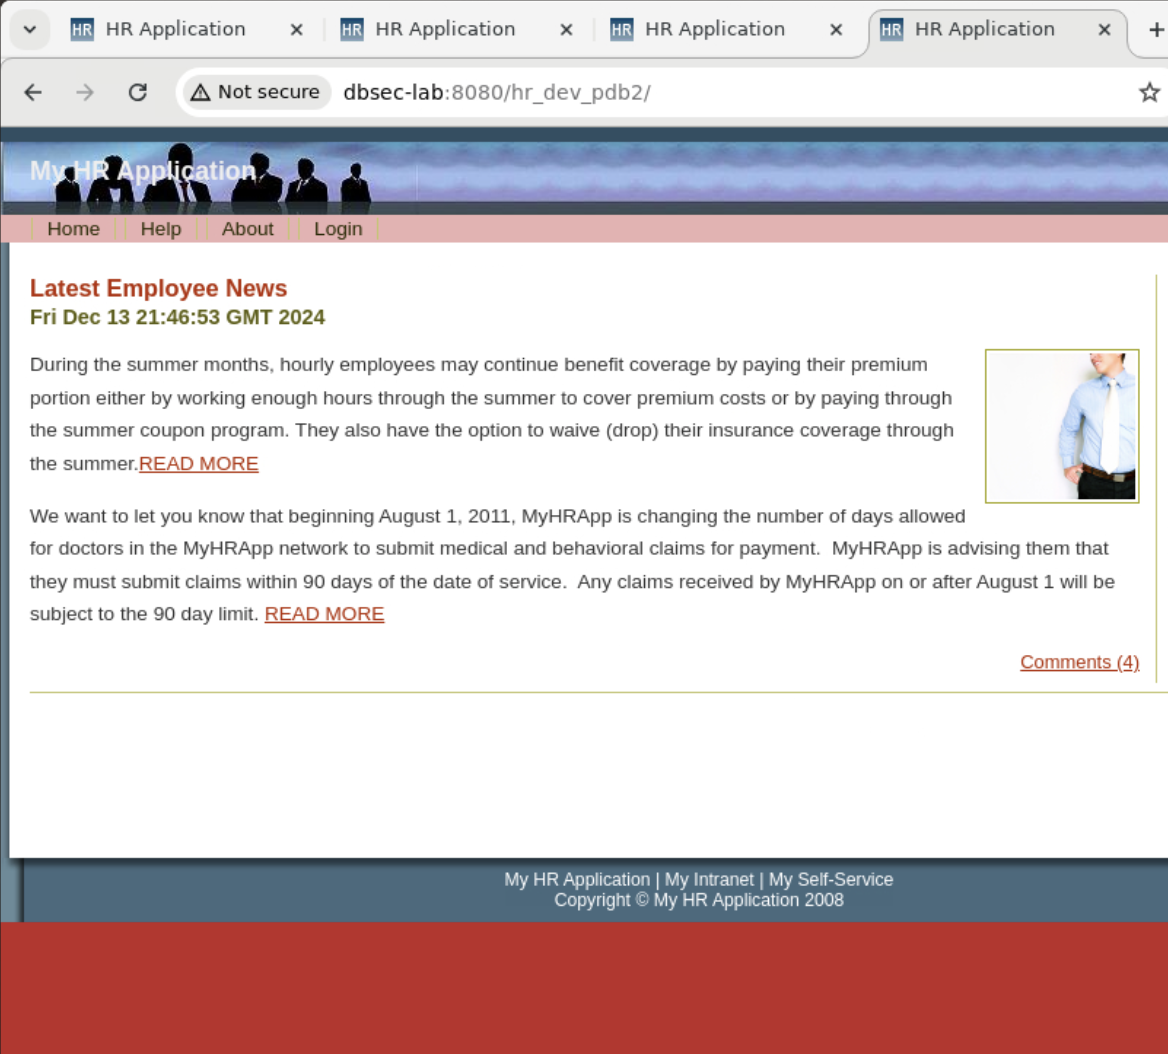 HR HR Application HR HR Application HR HR Application HR HR Application
Not secure dbsec-lab:8080/hr_dev_pdb2/
My HR Application
Home Help About Login
Latest Employee News
Fri Dec 13 21:46:53 GMT 2024
During the summer months, hourly employees may continue benefit coverage by paying their premium
portion either by working enough hours through the summer to cover premium costs or by paying through
the summer coupon program. They also have the option to waive (drop) their insurance coverage through
the summer.READ MORE
We want to let you know that beginning August 1, 2011, MyHRApp is changing the number of days allowed
for doctors in the MyHRApp network to submit medical and behavioral claims for payment.  MyHRApp is advising them that
they must submit claims within 90 days of the date of service.  Any claims received by MyHRApp on or after August 1 will be
subject to the 90 day limit. READ MORE
Comments (4)
My HR Application | My Intranet | My Self-Service
Copyright © My HR Application 2008